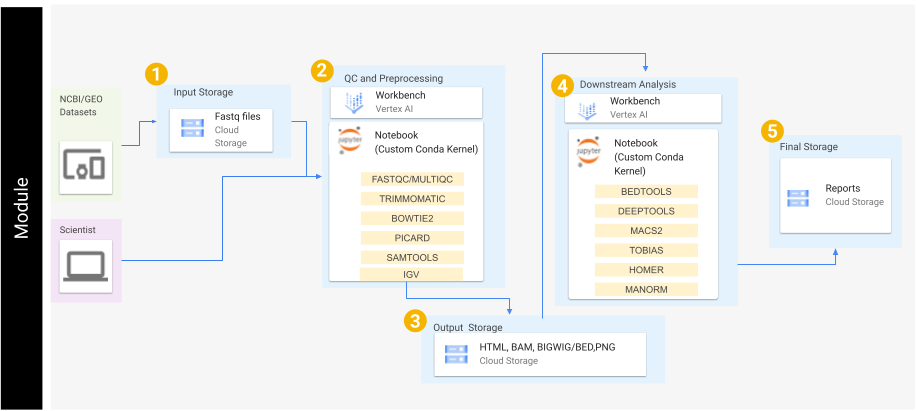 Module
NCBI/GEO
Datasets
Scientist
1
Input Storage
Fastq files
Cloud
Storage
2
QC and Preprocessing
Workbench
Vertex AI
jupyter
Notebook
(Custom Conda Kernel)
FASTQC/MULTIQC
TRIMMOMATIC
BOWTIE2
PICARD
SAMTOOLS
IGV
3
Output Storage
HTML, BAM, BIGWIG/BED,PNG
Cloud Storage
4
Downstream Analysis
Workbench
Vertex AI
jupyter
Notebook
(Custom Conda
Kernel)
BEDTOOLS
DEEPTOOLS
MACS2
TOBIAS
HOMER
MANORM
5
Final Storage
Reports
Cloud Storage